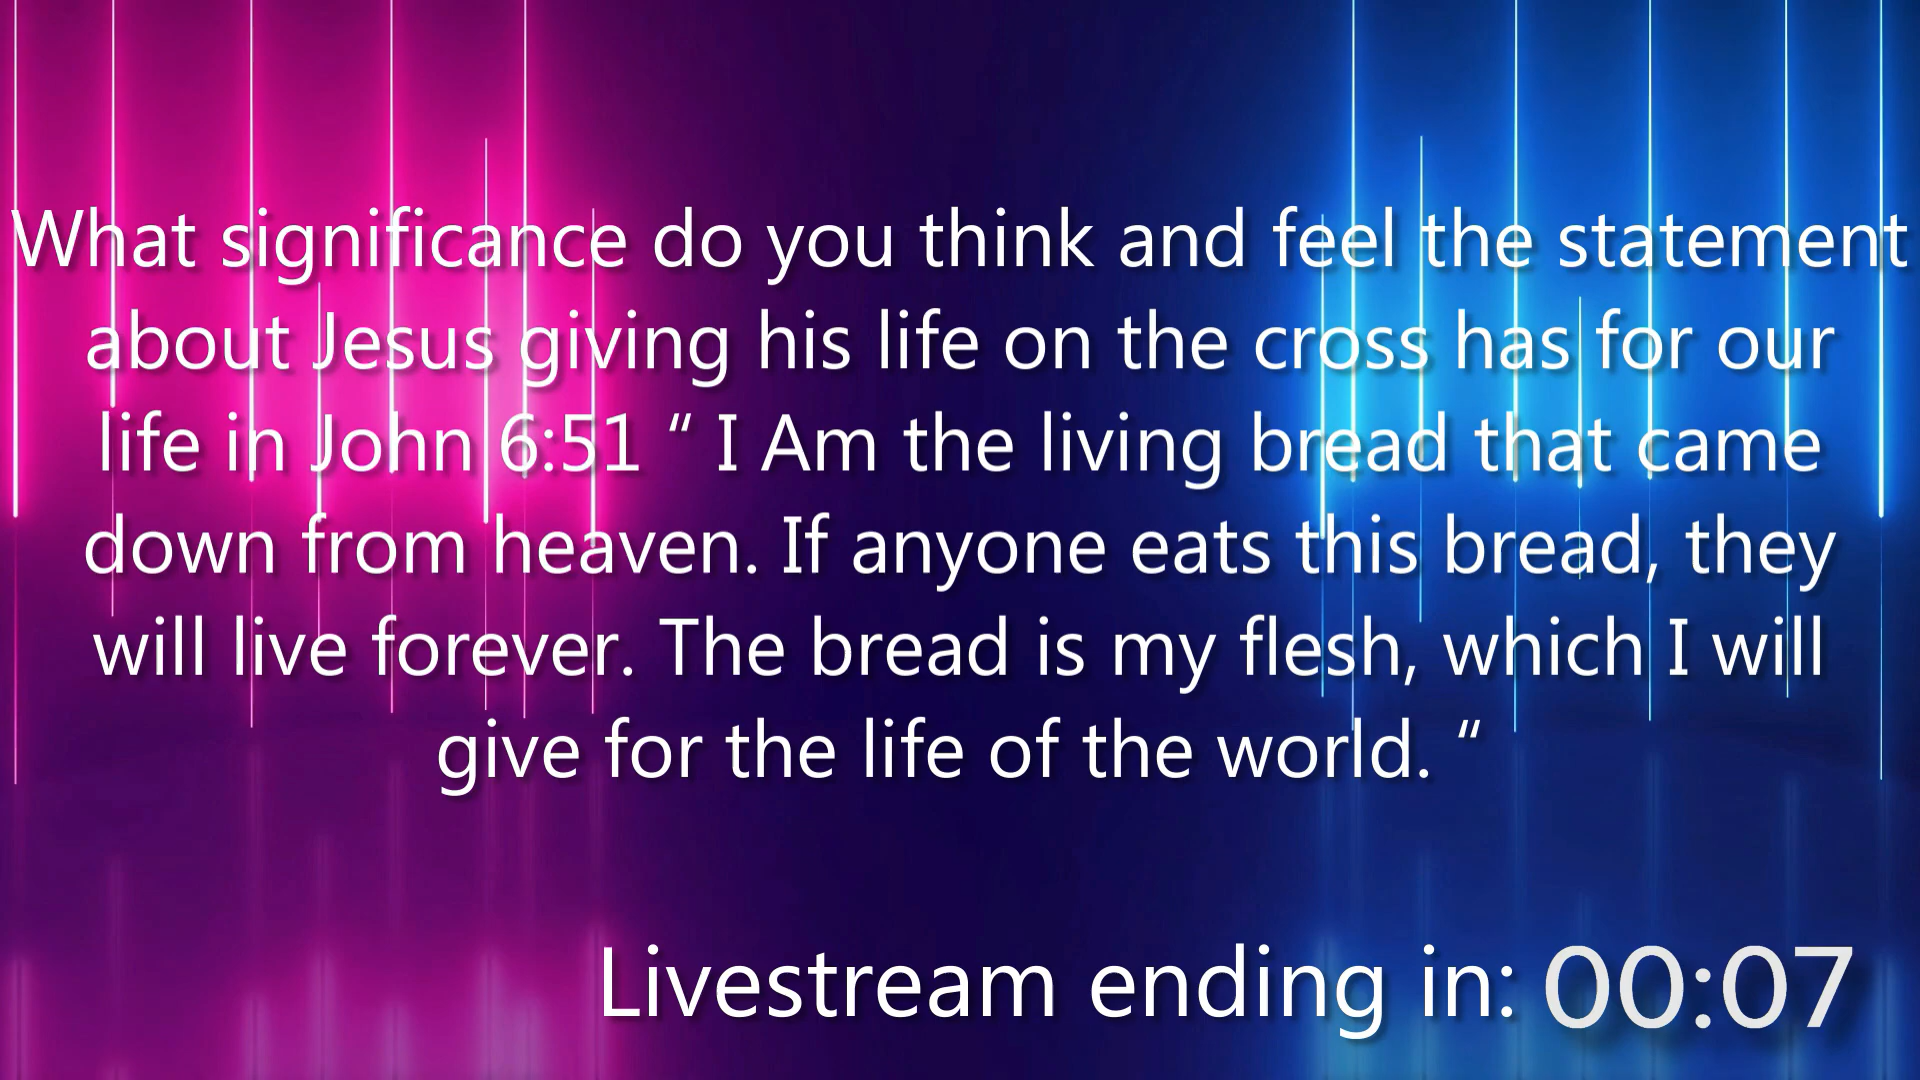 What significance do you think and feel the statement
about Jesus giving his life on the cross has for our
life in John 6:51 “ I Am the living bread that came
down from heaven. If anyone eats this bread, they
will live forever. The bread is my flesh, which I will
give for the life of the world. “
Livestream ending in: 00:07